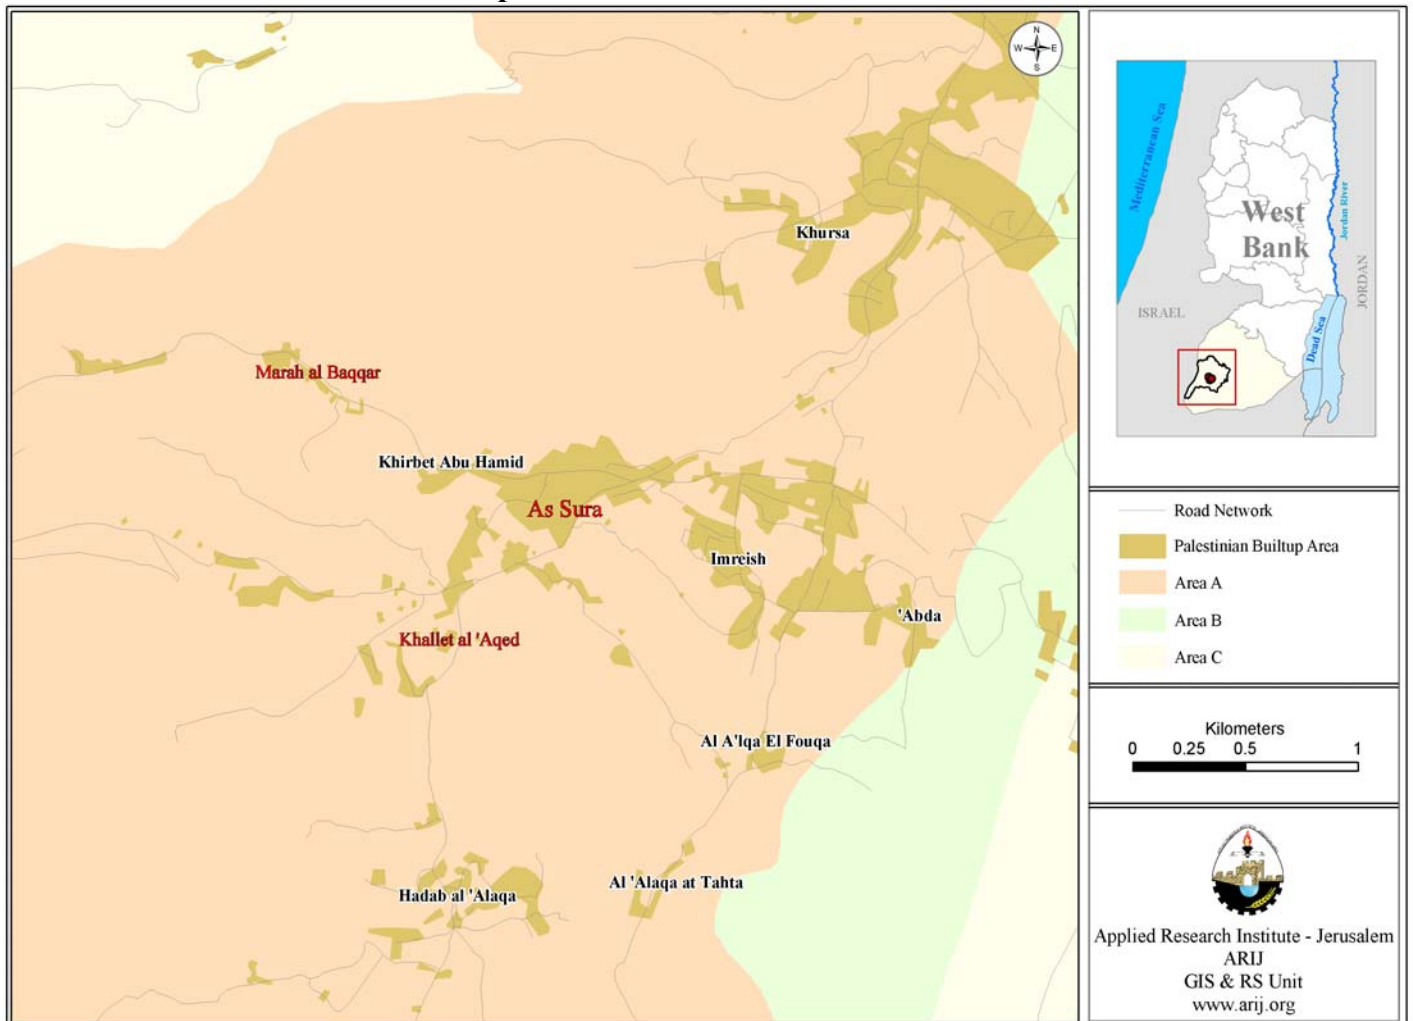 N
W
E
S
Khursa
Marah al Baqqar
Khirbet Abu Hamid
As Sura
Imreish
'Abda
Khallet al 'Aqed
Al A'lqa El Fouqa
Al 'Alaqa at Tahta
Hadab al 'Alaqa
Mediterranean Sea
West
Bank
Jordan River
JORDAN
ISRAEL
Dead Sea
Road Network
Palestinian Builtup Area
Area A
Area B
Area C
Kilometers
0 0.25 0.5 1
Applied Research Institute - Jerusalem
ARIJ
GIS & RS Unit
www.arij.org